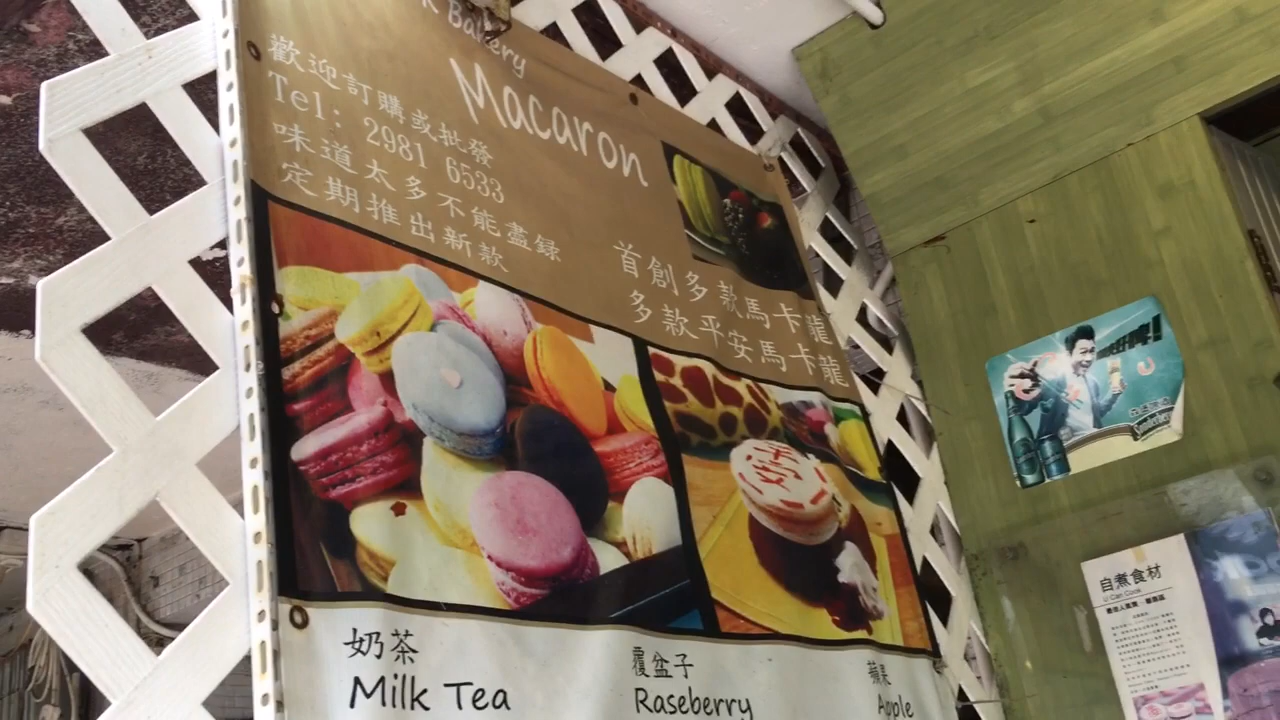 Bakery
Macaron
歡迎訂購或批發
Tel: 2981 6533
味道太多不能盡録
定期推出新款
首創多款馬卡龍
多款平安馬卡龍
奶茶
Milk Tea
覆盆子
Raseberry
蘋果
Apple
自煮食材
U Can Cook